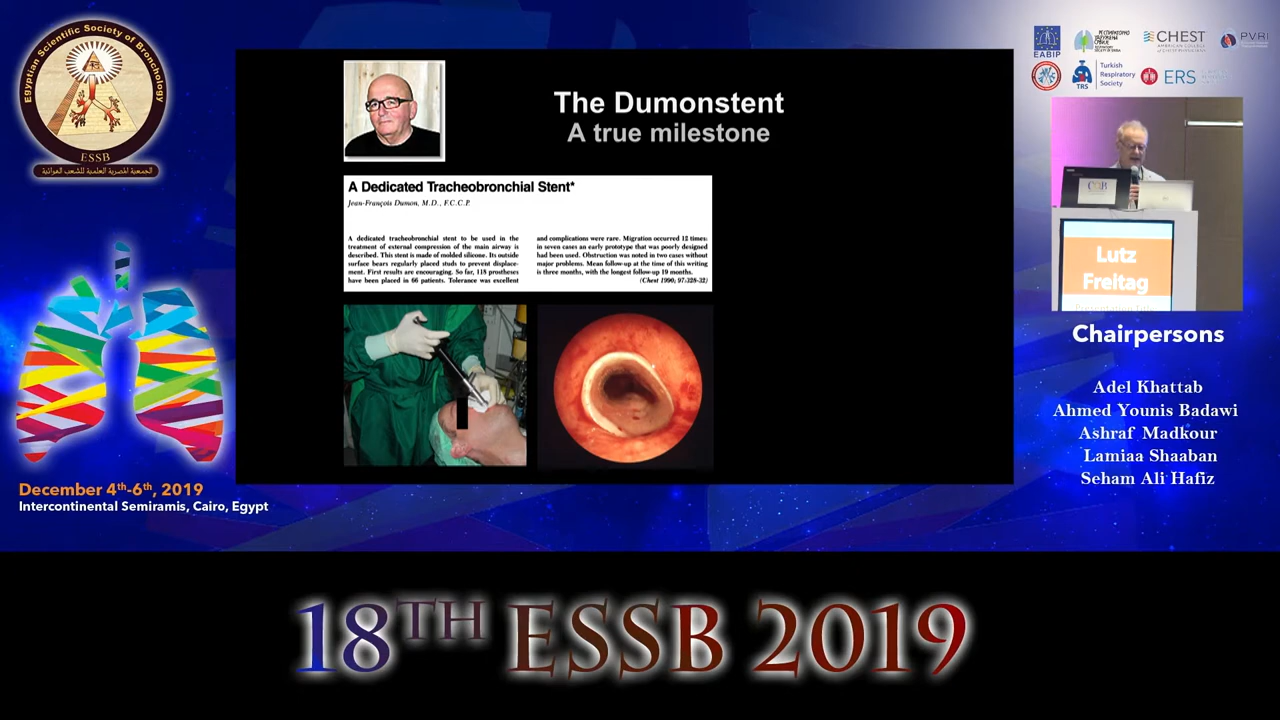 Egyptian Scientific Society of Bronchology
ESSB
الجمعية المصرية العلمية للشعب الهوائية
December 4th-6th, 2019
Intercontinental Semiramis, Cairo, Egypt
The Dumonstent
A true milestone
A Dedicated Tracheobronchial Stent*
Jean-François Dumon, M.D., F.C.C.P.
A dedicated tracheobronchial stent to be used in the
treatment of external compression of the main airway is
described. This stent is made of molded silicone. Its outside
surface bears regularly placed studs to prevent displace-
ment. First results are encouraging. So far, 118 prostheses
have been placed in 66 patients. Tolerance was excellent
and complications were rare. Migration occurred 12 times:
in seven cases an early prototype that was poorly designed
had been used. Obstruction was noted in two cases without
major problems. Mean follow-up at the time of this writing
is three months, with the longest follow-up 19 months.
(Chest 1990; 97:328-32)
EABIP
CHEST
PVRI
TRS
Turkish
Respiratory
Society
ERS
Lutz
Freitag
Chairpersons
Adel Khattab
Ahmed Younis Badawi
Ashraf Madkour
Lamiaa Shaaban
Seham Ali Hafiz
18TH ESSB 2019